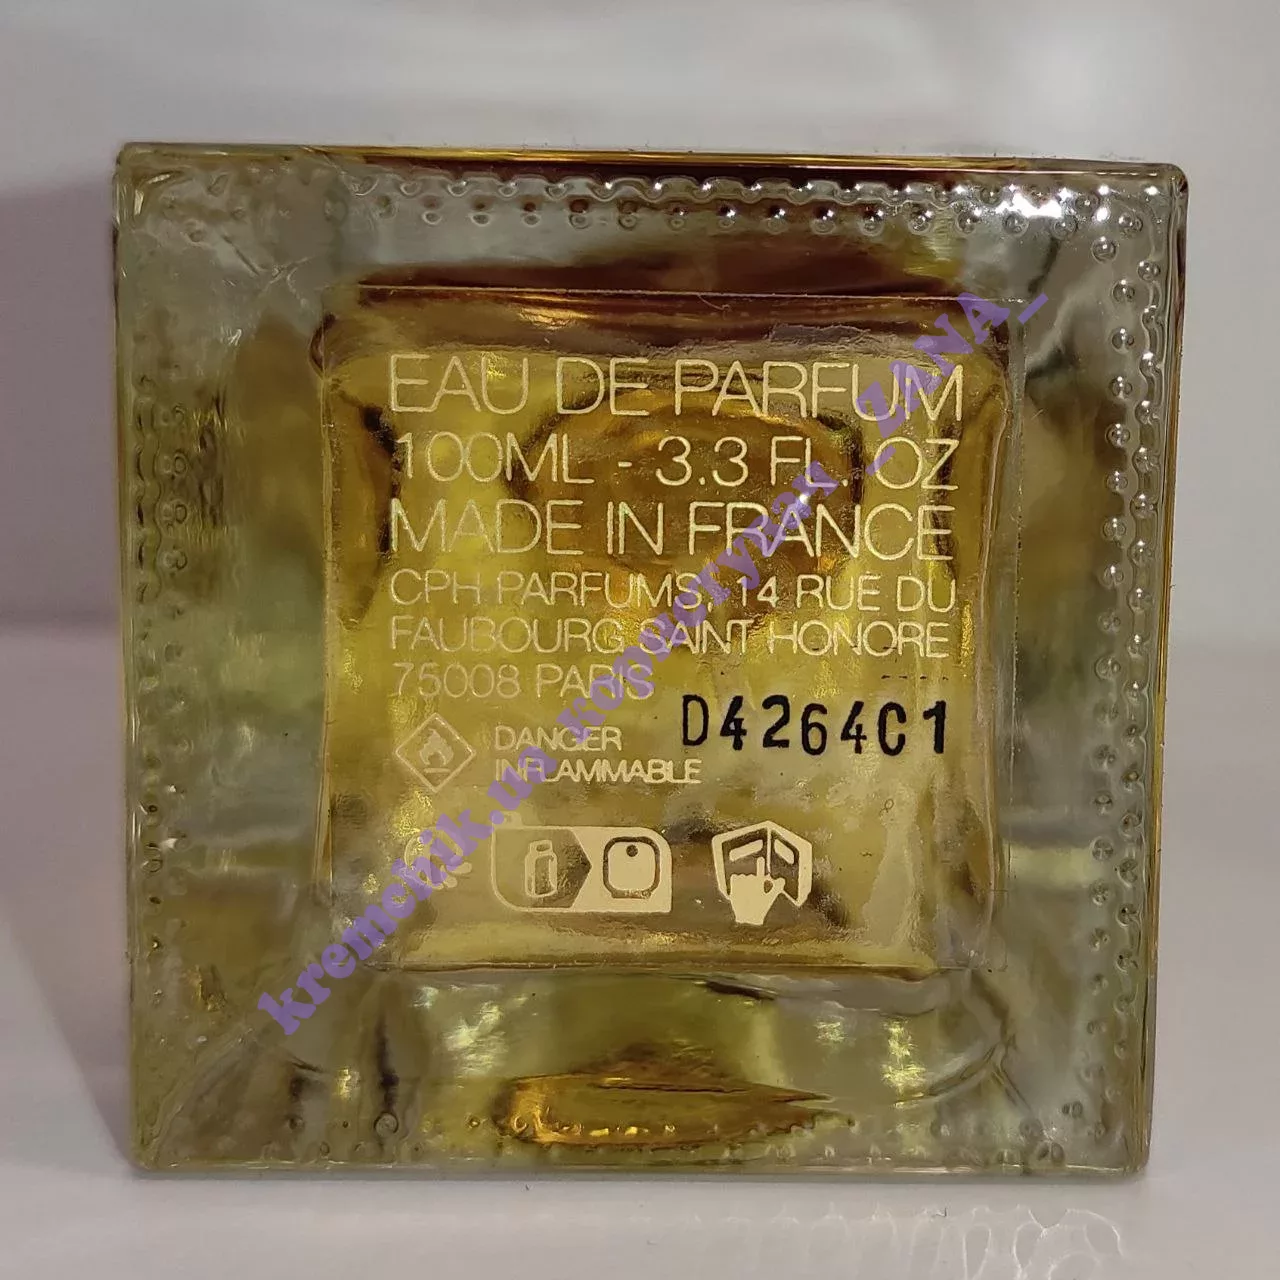 EAU DE PARFUM
100ML - 3.3 FL. OZ
MADE IN FRANCE
CPH PARFUMS, 14 RUE DU
FAUBOURG SAINT HONORE
75008 PARIS
D4264C1
DANGER
INFLAMMABLE
kremchik.ua
_ZANA_